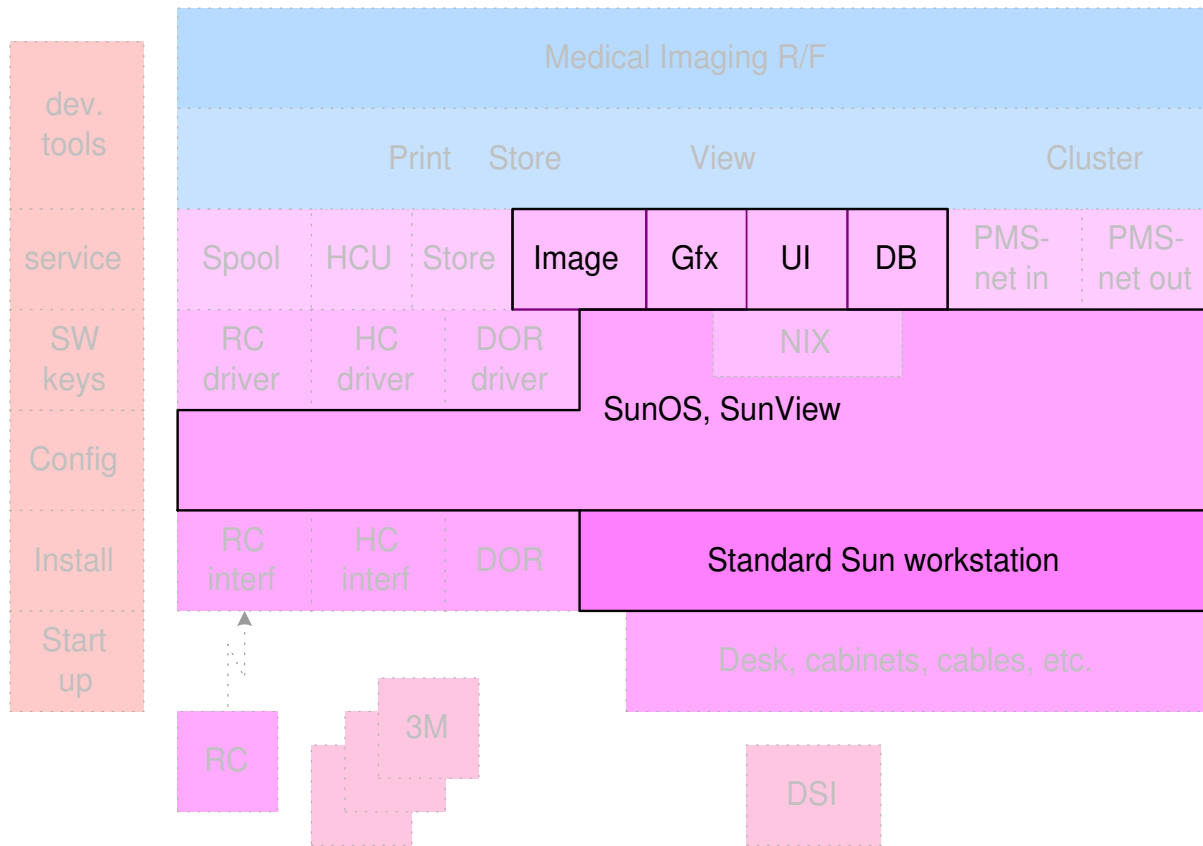 Medical Imaging R/F
dev.
tools
Print Store View Cluster
service
Spool HCU Store Image Gfx UI DB
PMS-
net in
PMS-
net out
SW
keys
RC
driver
HC
driver
DOR
driver
NIX
SunOS, SunView
Config
Install
RC
interf
HC
interf
DOR
Standard Sun workstation
Start
up
Desk, cabinets, cables, etc.
RC
3M
DSI